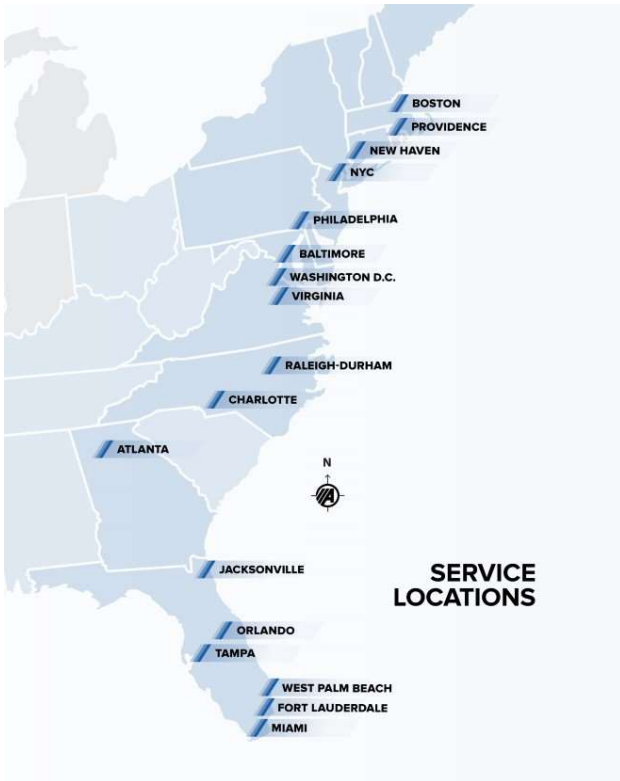 BOSTON
PROVIDENCE
NEW HAVEN
NYC
PHILADELPHIA
BALTIMORE
WASHINGTON D.C.
VIRGINIA
RALEIGH-DURHAM
CHARLOTTE
ATLANTA
N
A
JACKSONVILLE
SERVICE
LOCATIONS
ORLANDO
TAMPA
WEST PALM BEACH
FORT LAUDERDALE
MIAMI